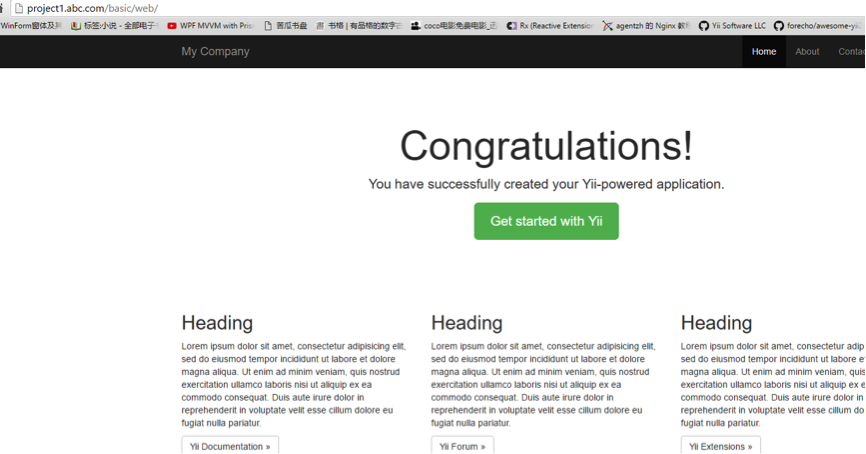 project1.abc.com/basic/web/
WinForm窗体及 标签:小说 - 全部电子 WPF MVVM with Pris 苦瓜书盘 书格 | 有品格的数字 coco电影免费电影_迅 Rx (Reactive Extension agentzh 的 Nginx 教 Yii Software LLC forecho/awesome-yii
My Company Home About Contac
Congratulations!
You have successfully created your Yii-powered application.
Get started with Yii
Heading
Lorem ipsum dolor sit amet, consectetur adipisicing elit,
sed do eiusmod tempor incididunt ut labore et dolore
magna aliqua. Ut enim ad minim veniam, quis nostrud
exercitation ullamco laboris nisi ut aliquip ex ea
commodo consequat. Duis aute irure dolor in
reprehenderit in voluptate velit esse cillum dolore eu
fugiat nulla pariatur.
Yii Documentation »
Heading
Lorem ipsum dolor sit amet, consectetur adipisicing elit,
sed do eiusmod tempor incididunt ut labore et dolore
magna aliqua. Ut enim ad minim veniam, quis nostrud
exercitation ullamco laboris nisi ut aliquip ex ea
commodo consequat. Duis aute irure dolor in
reprehenderit in voluptate velit esse cillum dolore eu
fugiat nulla pariatur.
Yii Forum »
Heading
Lorem ipsum dolor sit amet, consectetur adip
sed do eiusmod tempor incididunt ut labore e
magna aliqua. Ut enim ad minim veniam, quis
exercitation ullamco laboris nisi ut aliquip ex e
commodo consequat. Duis aute irure dolor in
reprehenderit in voluptate velit esse cillum do
fugiat nulla pariatur.
Yii Extensions »